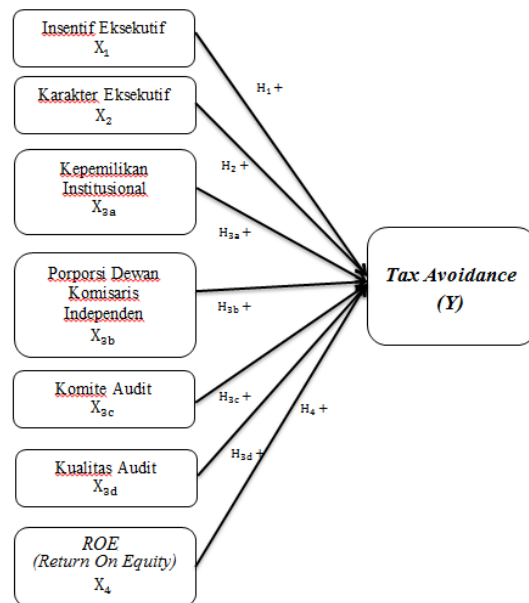 Insentif Eksekutif
X₁
Karakter Eksekutif
X₂
Kepemilikan
Institusional
X₃ₐ
Porporsi Dewan
Komisaris
Independen
X₃b
Komite Audit
X₃c
Kualitas Audit
X₃d
ROE
(Return On Equity)
X₄
H₁ +
H₂ +
H₃ₐ +
H₃b +
H₃c +
H₃d +
H₄ +
Tax Avoidance
(Y)